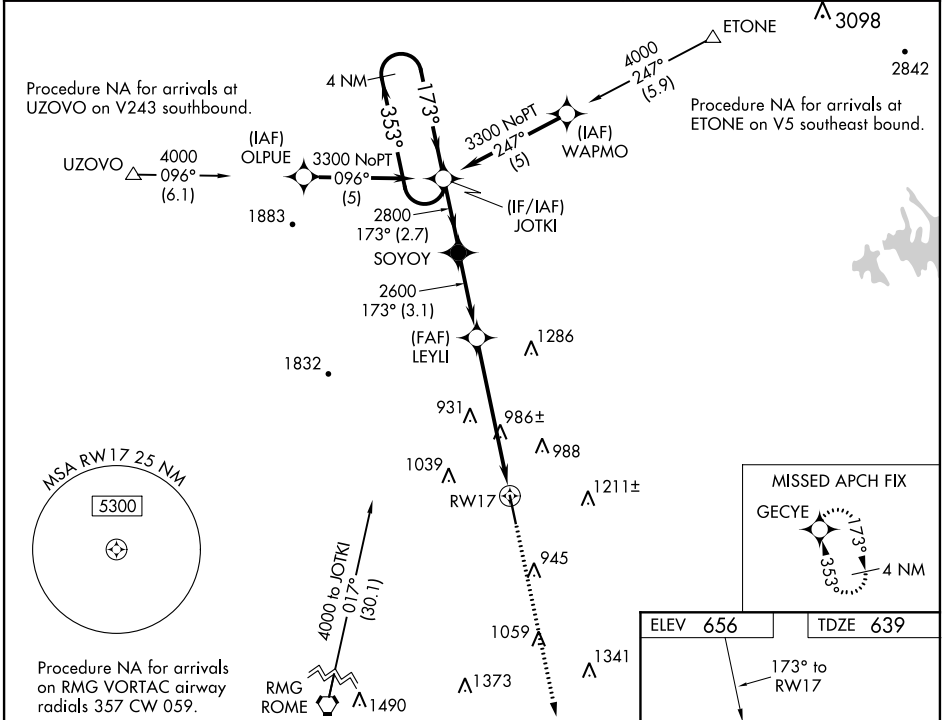 3098
ETONE
2842
4000
247°
(5.9)
Procedure NA for arrivals at
UZOVO on V243 southbound.
4 NM
353°
173°
Procedure NA for arrivals at
ETONE on V5 southeast bound.
(IAF)
WAPMO
3300 NoPT
247°
(5)
(IAF)
OLPUE
UZOVO
4000
096°
(6.1)
3300 NoPT
096°
(5)
(IF/IAF)
JOTKI
1883
2800
173° (2.7)
SOYOY
2600
173° (3.1)
(FAF)
LEYLI
1286
1832
931
986±
988
1039
RW17
1211±
MSA RW17 25 NM
5300
MISSED APCH FIX
GECYE
173°
353°
4 NM
945
4000 to JOTKI
017°
(30.1)
1059
ELEV 656
TDZE 639
Procedure NA for arrivals
on RMG VORTAC airway
radials 357 CW 059.
RMG
ROME
1490
1373
1341
173° to
RW17